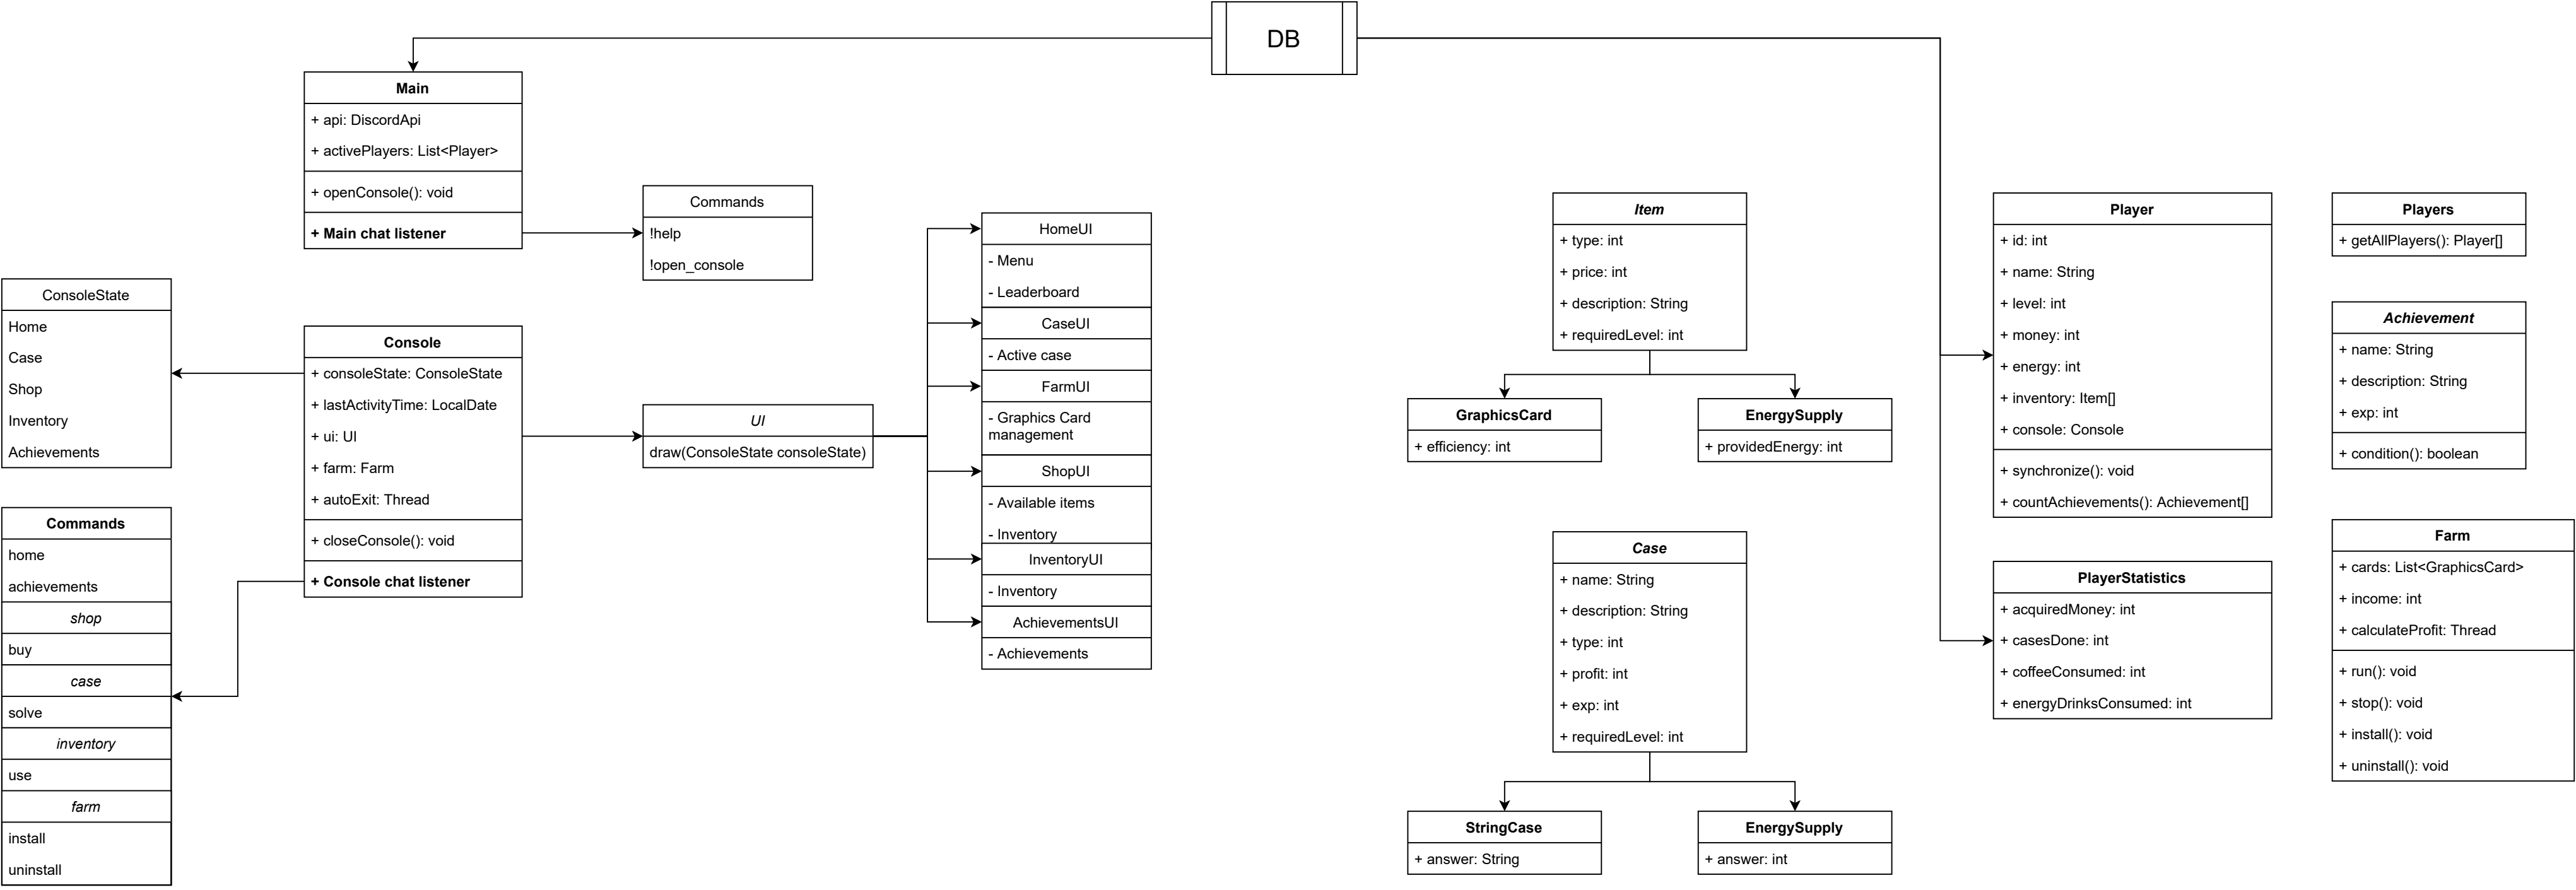 DB
Main
+ api: DiscordApi
+ activePlayers: List<Player>
+ openConsole(): void
+ Main chat listener
Commands
!help
!open_console
ConsoleState
Home
Case
Shop
Inventory
Achievements
Console
+ consoleState: ConsoleState
+ lastActivityTime: LocalDate
+ ui: UI
+ farm: Farm
+ autoExit: Thread
+ closeConsole(): void
+ Console chat listener
Commands
home
achievements
shop
buy
case
solve
inventory
use
farm
install
uninstall
UI
draw(ConsoleState consoleState)
HomeUI
- Menu
- Leaderboard
CaseUI
- Active case
FarmUI
- Graphics Card
management
ShopUI
- Available items
- Inventory
InventoryUI
- Inventory
AchievementsUI
- Achievements
Item
+ type: int
+ price: int
+ description: String
+ requiredLevel: int
GraphicsCard
+ efficiency: int
EnergySupply
+ providedEnergy: int
Case
+ name: String
+ description: String
+ type: int
+ profit: int
+ exp: int
+ requiredLevel: int
StringCase
+ answer: String
EnergySupply
+ answer: int
Player
+ id: int
+ name: String
+ level: int
+ money: int
+ energy: int
+ inventory: Item[]
+ console: Console
+ synchronize(): void
+ countAchievements(): Achievement[]
PlayerStatistics
+ acquiredMoney: int
+ casesDone: int
+ coffeeConsumed: int
+ energyDrinksConsumed: int
Players
+ getAllPlayers(): Player[]
Achievement
+ name: String
+ description: String
+ exp: int
+ condition(): boolean
Farm
+ cards: List<GraphicsCard>
+ income: int
+ calculateProfit: Thread
+ run(): void
+ stop(): void
+ install(): void
+ uninstall(): void